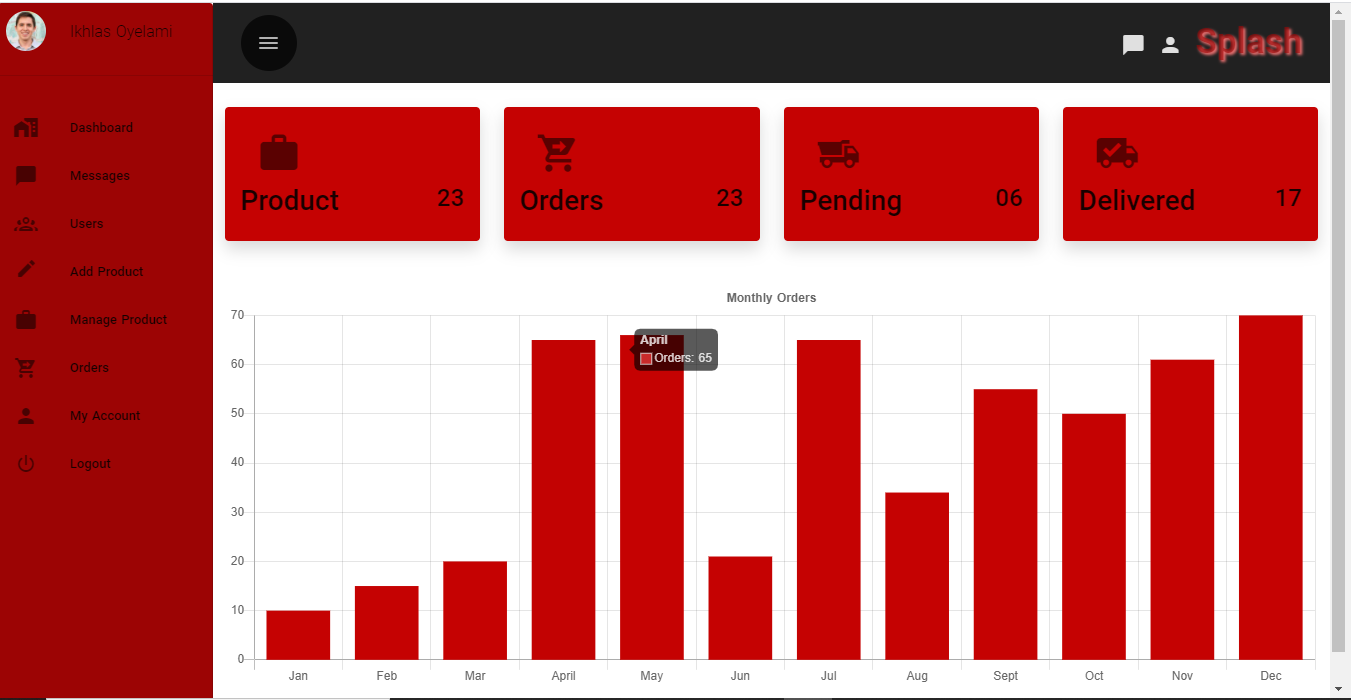 Ikhlas Oyelami
Splash
Dashboard
Messages
Users
Add Product
Manage Product
Orders
My Account
Logout
Product 23
Orders 23
Pending 06
Delivered 17
Monthly Orders
70
60
50
40
30
20
10
0
April
Orders: 65
Jan Feb Mar April May Jun Jul Aug Sept Oct Nov Dec